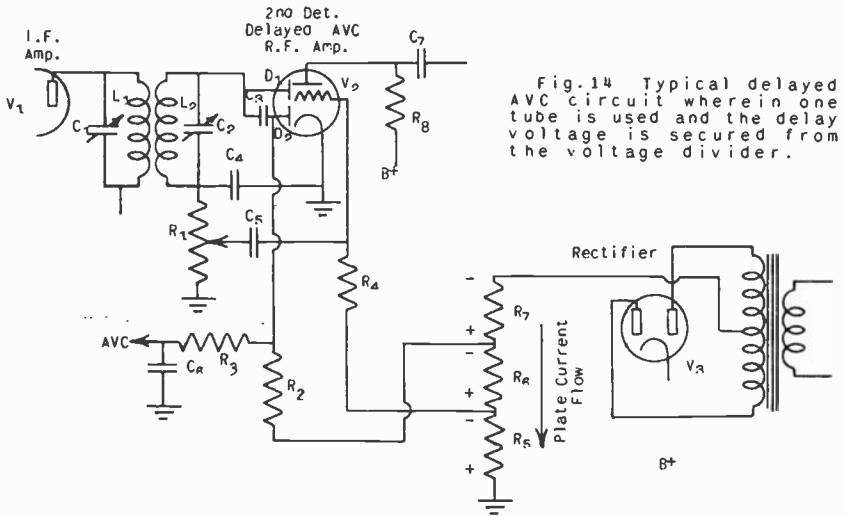 2nd Det.
Delayed AVC
R.F. Amp.
I.F.
Amp.
C7
D1
V2
L1
L2
C3
V1
C1
C2
D2
R8
C4
B+
Fig.14 Typical delayed
AVC circuit wherein one
tube is used and the delay
voltage is secured from
the voltage divider.
R1
C5
Rectifier
R4
-
R7
+
AVC
R3
C6
R2
-
R6
+
V3
Plate Current
Flow
-
R5
+
B+